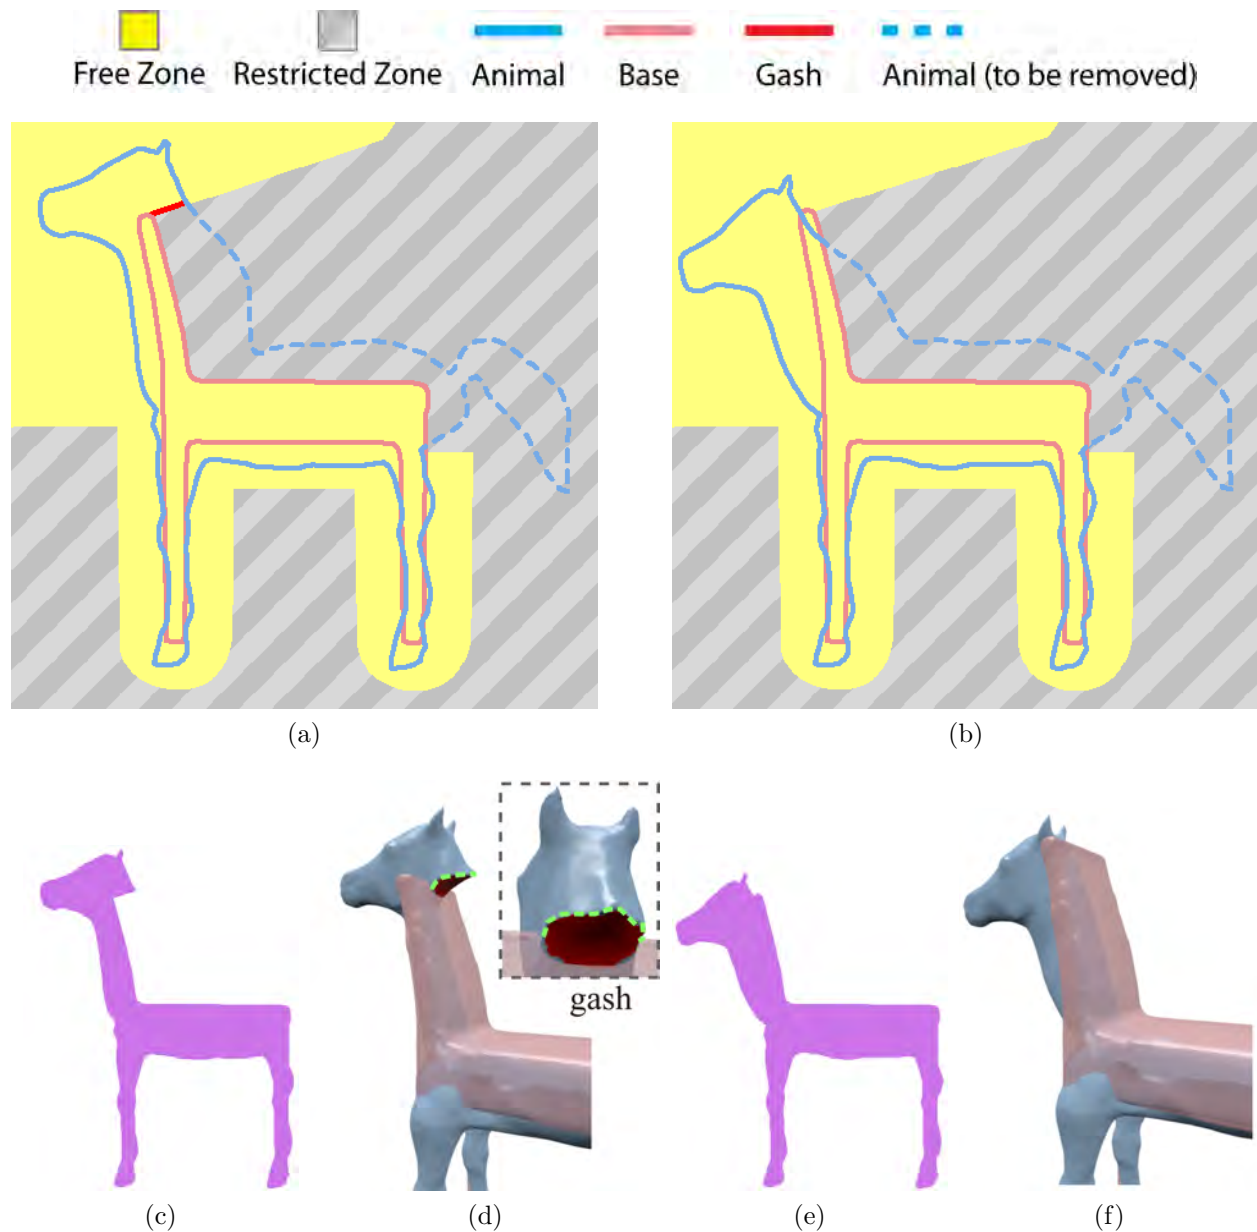 Free Zone Restricted Zone Animal Base Gash Animal (to be removed)
(a) (b)
gash
(c) (d) (e) (f)